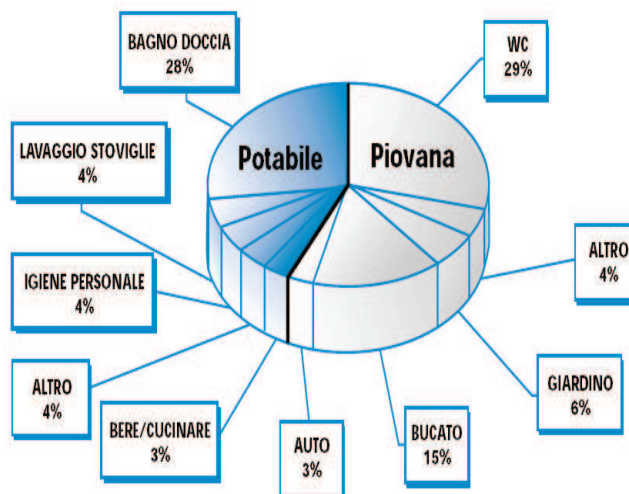 BAGNO DOCCIA
28%
WC
29%
LAVAGGIO STOVIGLIE
4%
Potabile
Piovana
IGIENE PERSONALE
4%
ALTRO
4%
ALTRO
4%
GIARDINO
6%
BERE/CUCINARE
3%
AUTO
3%
BUCATO
15%